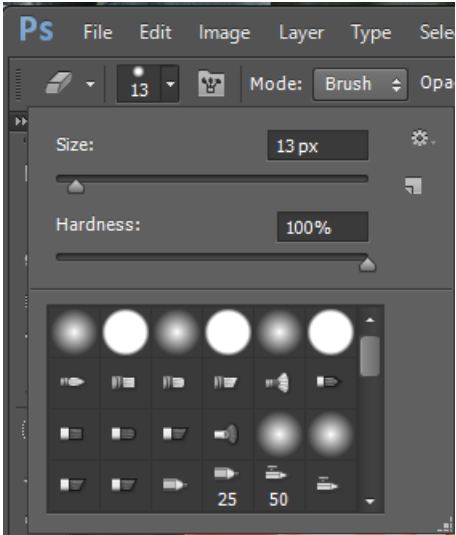 Ps File Edit Image Layer Type Sele
13 Mode: Brush Opa
Size: 13 px
Hardness: 100%
25 50